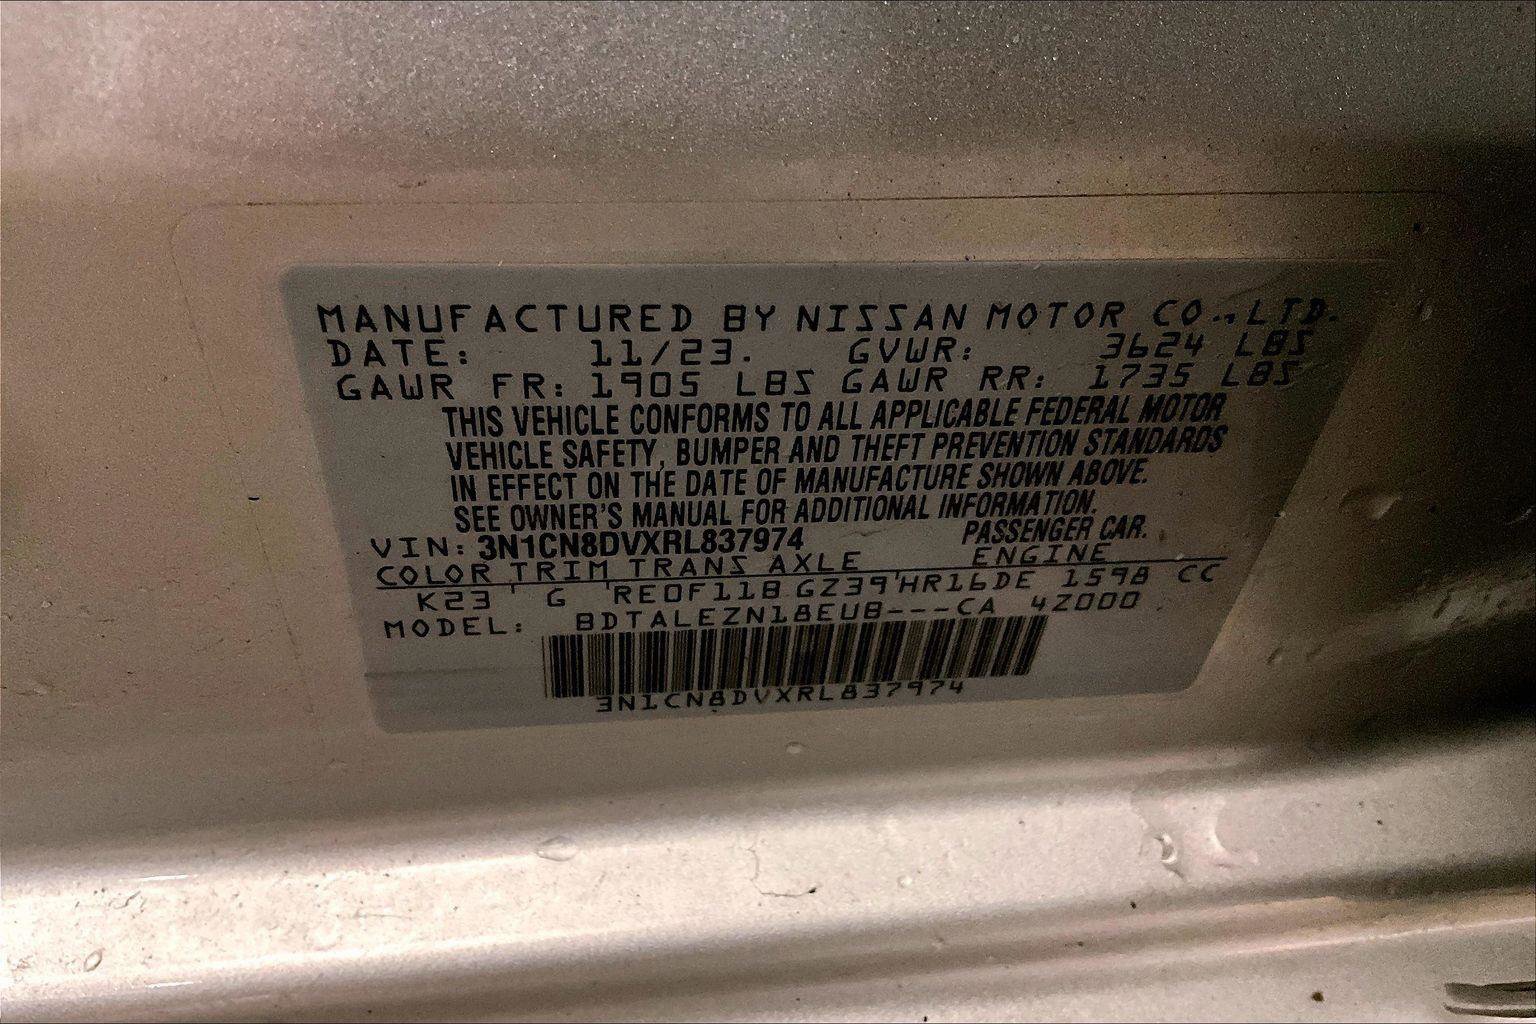 MANUFACTURED BY NISSAN MOTOR CO.,LTD.
DATE: 11/23. GVWR: 3624 LBS
GAWR FR: 1905 LBS GAWR RR: 1735 LBS
THIS VEHICLE CONFORMS TO ALL APPLICABLE FEDERAL MOTOR
VEHICLE SAFETY, BUMPER AND THEFT PREVENTION STANDARDS
IN EFFECT ON THE DATE OF MANUFACTURE SHOWN ABOVE.
SEE OWNER'S MANUAL FOR ADDITIONAL INFORMATION.
VIN: 3N1CN8DVXRL837974 PASSENGER CAR.
COLOR TRIM TRANS AXLE ENGINE
K23 G RE0F11B GZ39 HR16DE 1598 CC
MODEL: BDTALEZN18EUB---CA 4Z000
3N1CN8DVXRL837974